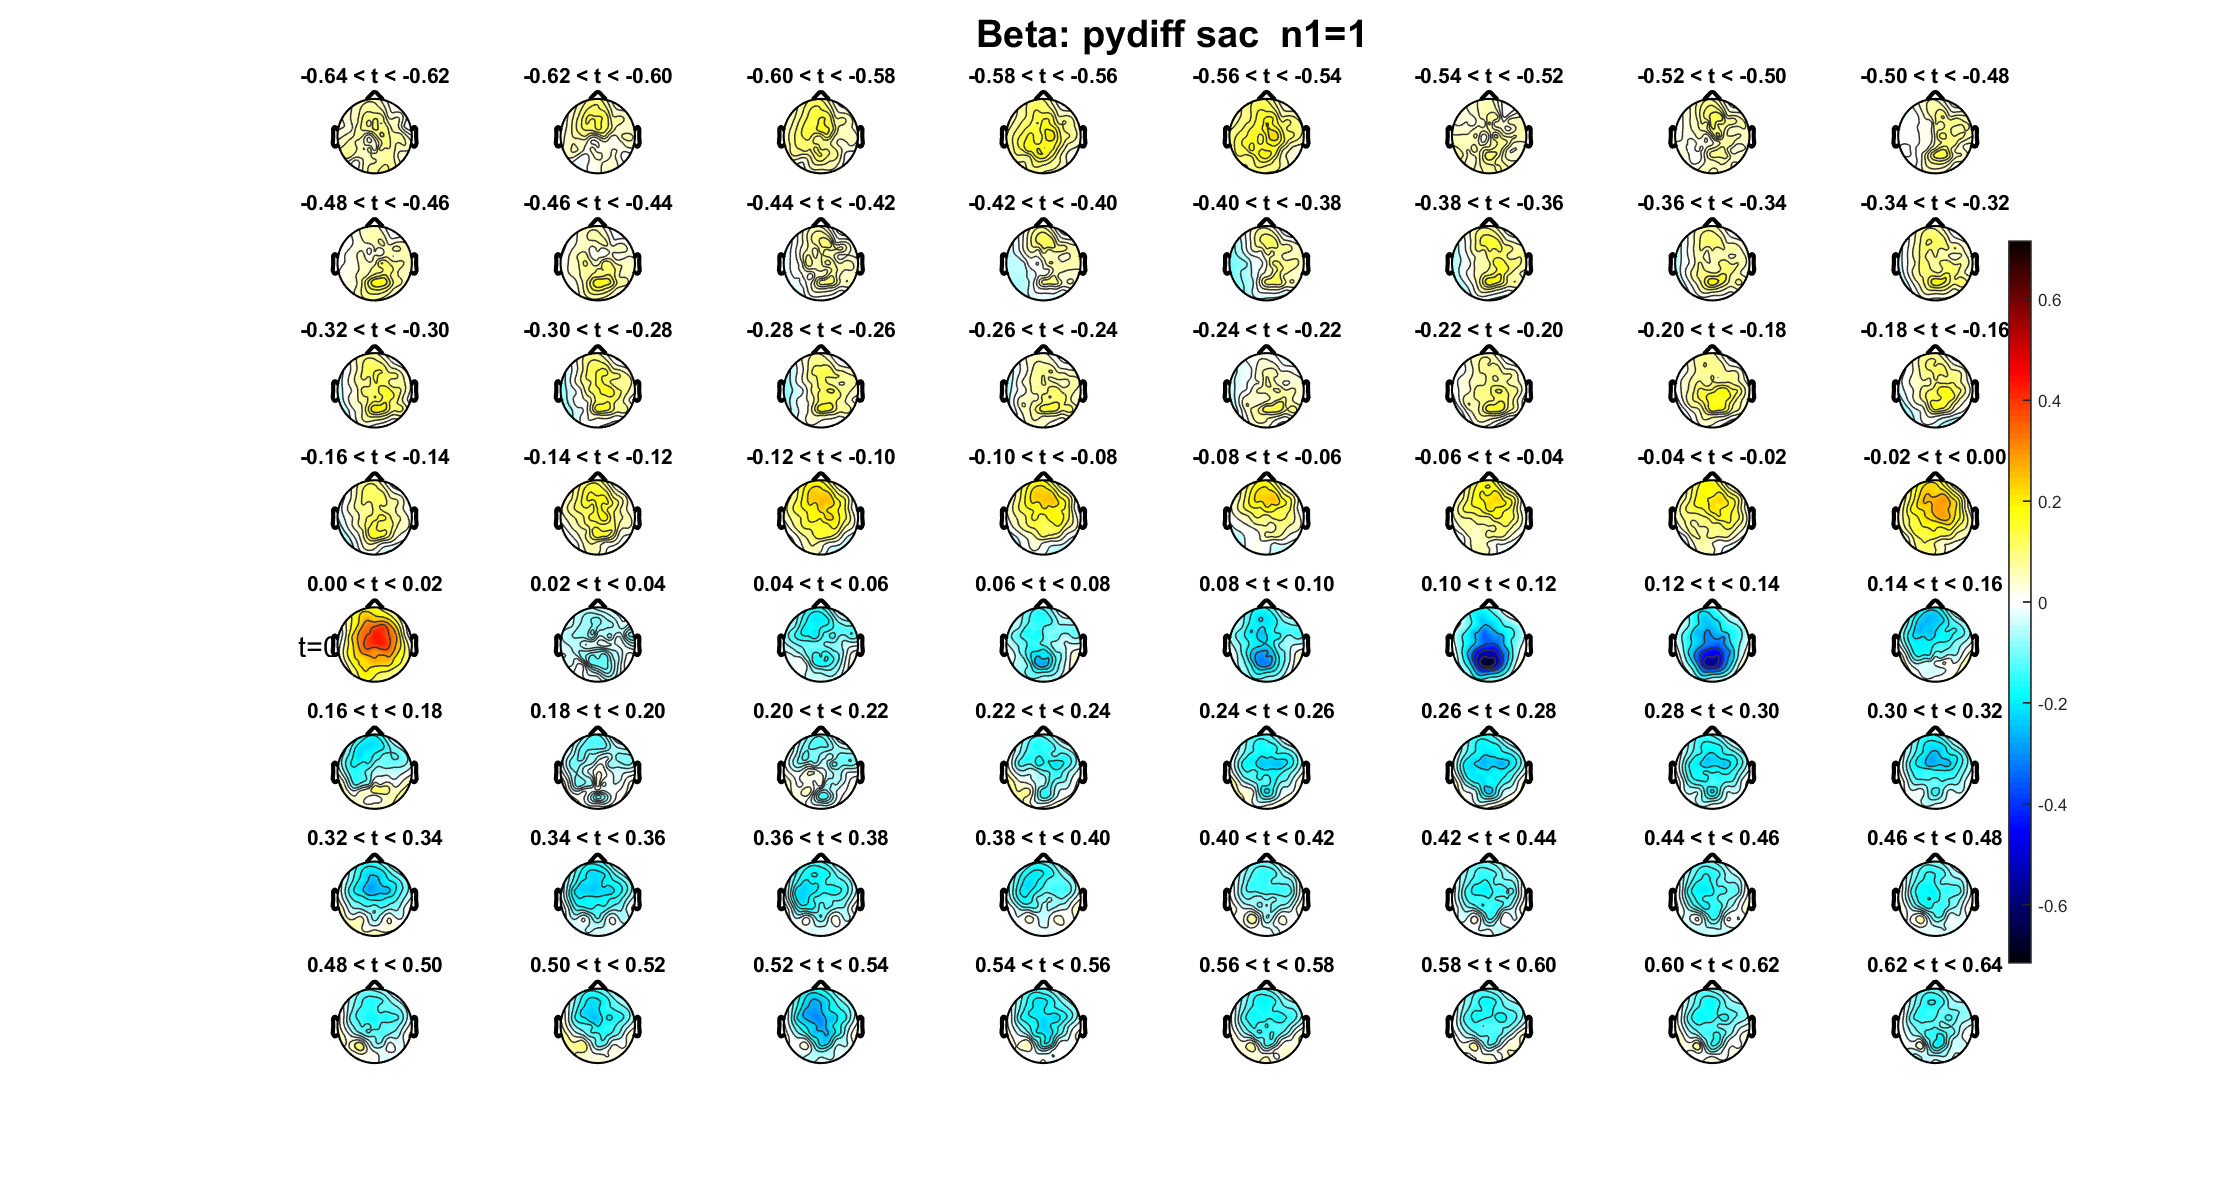 Beta: pydiff sac  n1=1
-0.64 < t < -0.62
-0.62 < t < -0.60
-0.60 < t < -0.58
-0.58 < t < -0.56
-0.56 < t < -0.54
-0.54 < t < -0.52
-0.52 < t < -0.50
-0.50 < t < -0.48
-0.48 < t < -0.46
-0.46 < t < -0.44
-0.44 < t < -0.42
-0.42 < t < -0.40
-0.40 < t < -0.38
-0.38 < t < -0.36
-0.36 < t < -0.34
-0.34 < t < -0.32
-0.32 < t < -0.30
-0.30 < t < -0.28
-0.28 < t < -0.26
-0.26 < t < -0.24
-0.24 < t < -0.22
-0.22 < t < -0.20
-0.20 < t < -0.18
-0.18 < t < -0.16
-0.16 < t < -0.14
-0.14 < t < -0.12
-0.12 < t < -0.10
-0.10 < t < -0.08
-0.08 < t < -0.06
-0.06 < t < -0.04
-0.04 < t < -0.02
-0.02 < t < 0.00
0.00 < t < 0.02
0.02 < t < 0.04
0.04 < t < 0.06
0.06 < t < 0.08
0.08 < t < 0.10
0.10 < t < 0.12
0.12 < t < 0.14
0.14 < t < 0.16
t=0
0.16 < t < 0.18
0.18 < t < 0.20
0.20 < t < 0.22
0.22 < t < 0.24
0.24 < t < 0.26
0.26 < t < 0.28
0.28 < t < 0.30
0.30 < t < 0.32
0.32 < t < 0.34
0.34 < t < 0.36
0.36 < t < 0.38
0.38 < t < 0.40
0.40 < t < 0.42
0.42 < t < 0.44
0.44 < t < 0.46
0.46 < t < 0.48
0.48 < t < 0.50
0.50 < t < 0.52
0.52 < t < 0.54
0.54 < t < 0.56
0.56 < t < 0.58
0.58 < t < 0.60
0.60 < t < 0.62
0.62 < t < 0.64
0.6
0.4
0.2
0
-0.2
-0.4
-0.6